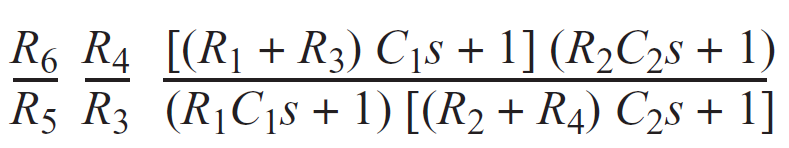 R₆ R₄ [(R₁ + R₃) C₁s + 1] (R₂C₂s + 1)
R₅ R₃ (R₁C₁s + 1) [(R₂ + R₄) C₂s + 1]